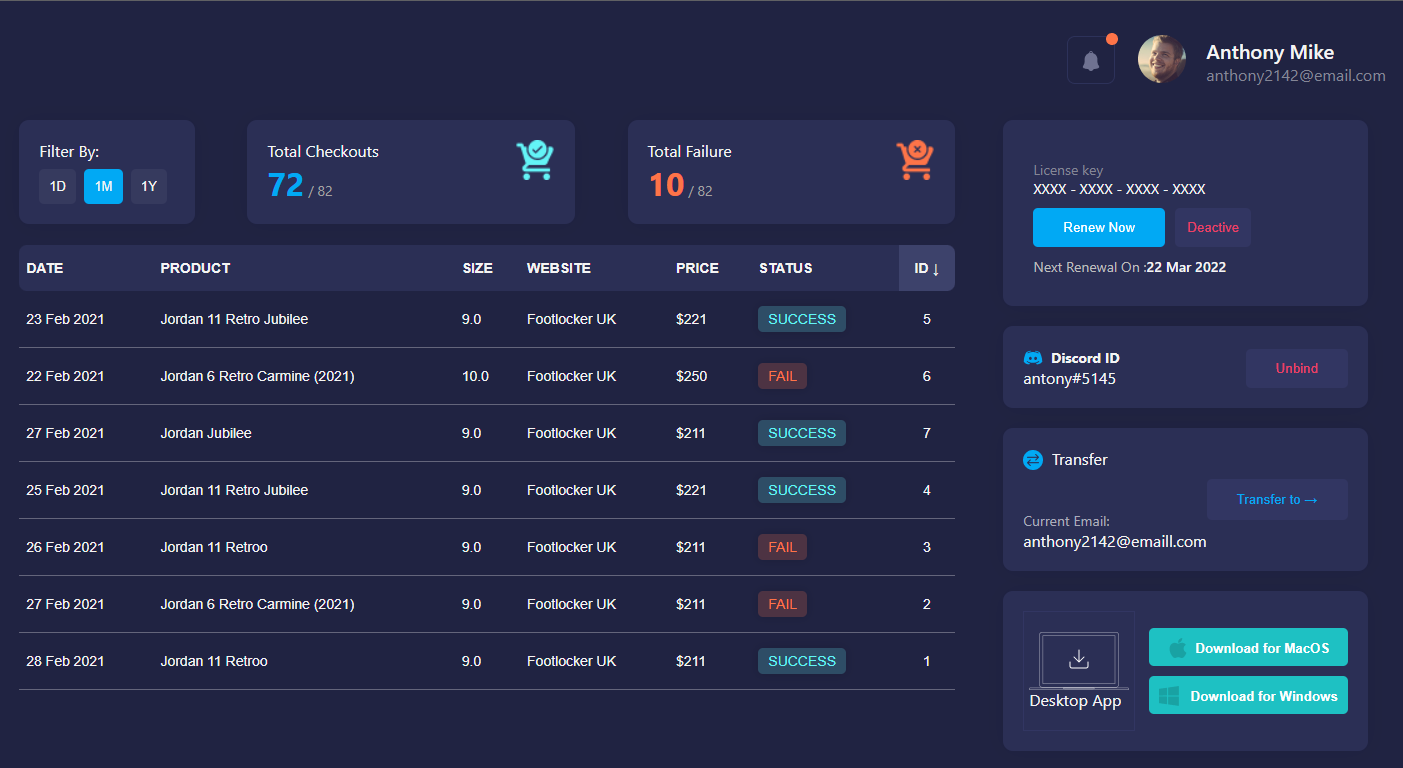 Anthony Mike
anthony2142@email.com
Filter By:
1D 1M 1Y
Total Checkouts
72 / 82
Total Failure
10 / 82
DATE PRODUCT SIZE WEBSITE PRICE STATUS ID ↓
23 Feb 2021 Jordan 11 Retro Jubilee 9.0 Footlocker UK $221 SUCCESS 5
22 Feb 2021 Jordan 6 Retro Carmine (2021) 10.0 Footlocker UK $250 FAIL 6
27 Feb 2021 Jordan Jubilee 9.0 Footlocker UK $211 SUCCESS 7
25 Feb 2021 Jordan 11 Retro Jubilee 9.0 Footlocker UK $221 SUCCESS 4
26 Feb 2021 Jordan 11 Retroo 9.0 Footlocker UK $211 FAIL 3
27 Feb 2021 Jordan 6 Retro Carmine (2021) 9.0 Footlocker UK $211 FAIL 2
28 Feb 2021 Jordan 11 Retroo 9.0 Footlocker UK $211 SUCCESS 1
License key
XXXX - XXXX - XXXX - XXXX
Renew Now Deactive
Next Renewal On :22 Mar 2022
Discord ID
antony#5145
Unbind
Transfer
Transfer to →
Current Email:
anthony2142@emaill.com
Desktop App
Download for MacOS
Download for Windows